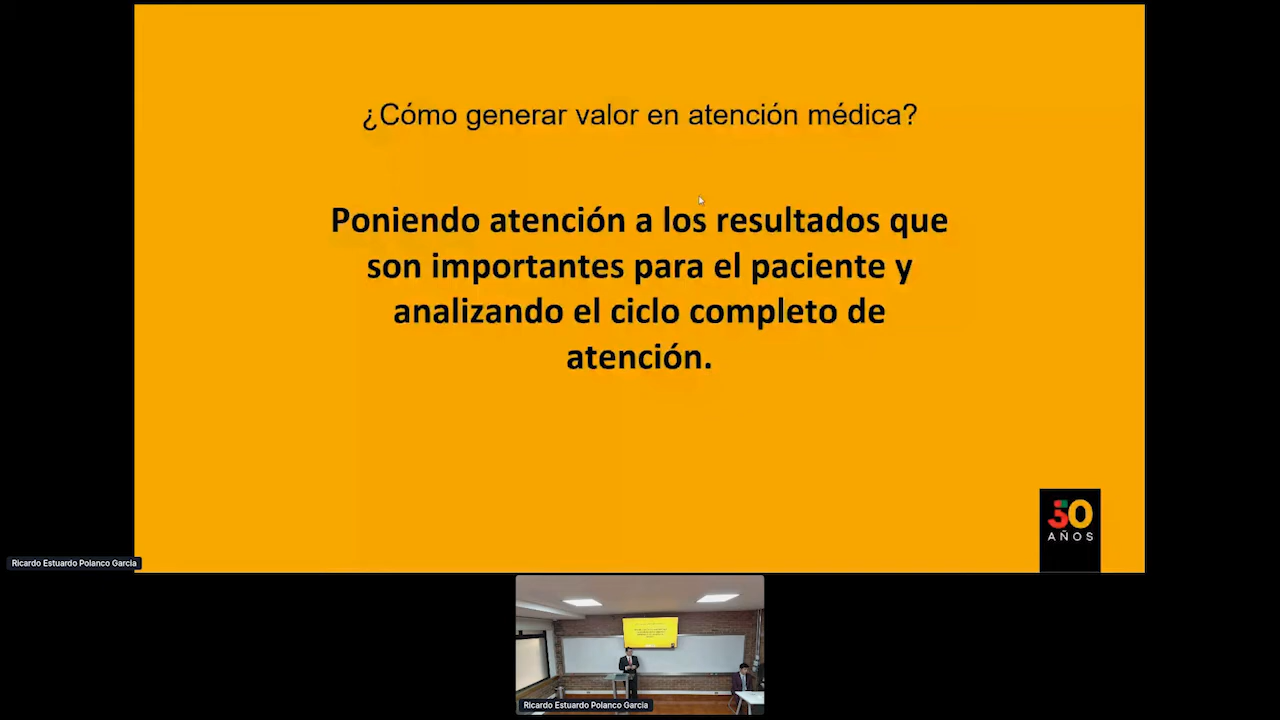 ¿Cómo generar valor en atención médica?
Poniendo atención a los resultados que
son importantes para el paciente y
analizando el ciclo completo de
atención.
50
AÑOS
Ricardo Estuardo Polanco Garcia
Ricardo Estuardo Polanco Garcia